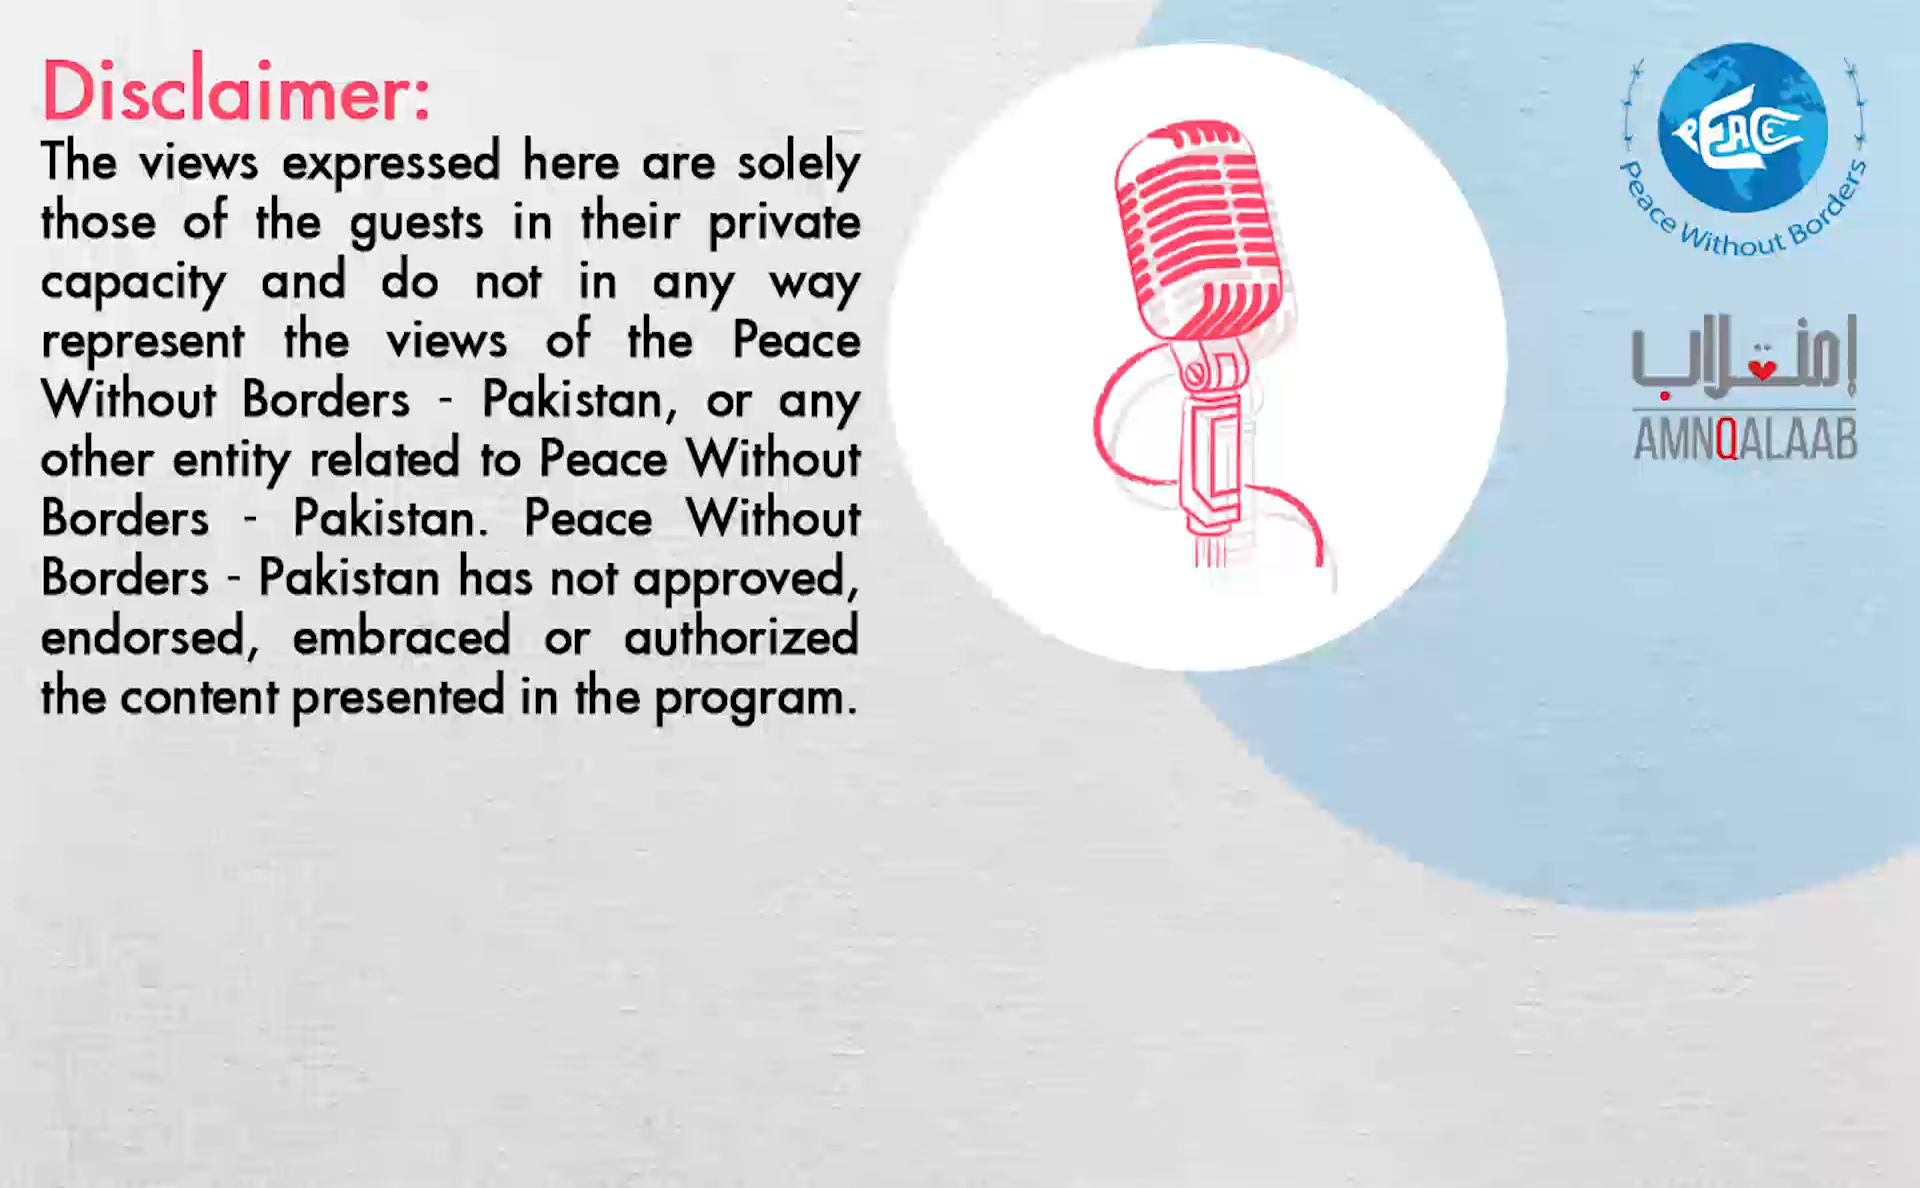 Disclaimer:
The views expressed here are solely
those of the guests in their private
capacity and do not in any way
represent the views of the Peace
Without Borders - Pakistan, or any
other entity related to Peace Without
Borders - Pakistan. Peace Without
Borders - Pakistan has not approved,
endorsed, embraced or authorized
the content presented in the program.
PEACE
Peace Without Borders
إمنقلاب
AMNQALAAB